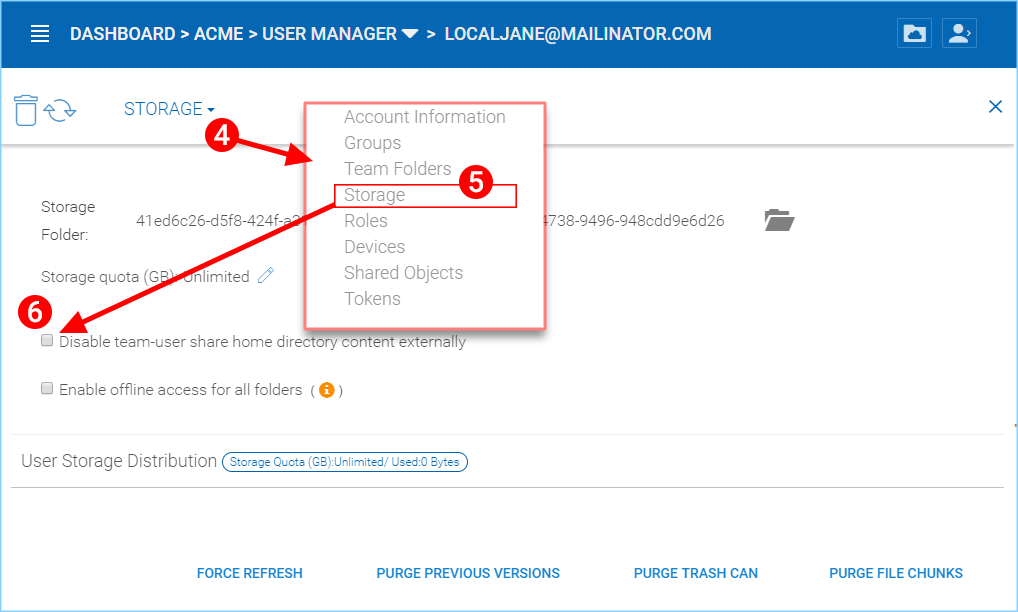 DASHBOARD > ACME > USER MANAGER > LOCALJANE@MAILINATOR.COM
STORAGE
4
Account Information
Groups
Team Folders
5
Storage
Roles
Devices
Shared Objects
Tokens
Storage
Folder:
41ed6c26-d5f8-424f-a3
4738-9496-948cdd9e6d26
Storage quota (GB): Unlimited
6
Disable team-user share home directory content externally
Enable offline access for all folders ( i )
User Storage Distribution Storage Quota (GB):Unlimited/ Used:0 Bytes
FORCE REFRESH PURGE PREVIOUS VERSIONS PURGE TRASH CAN PURGE FILE CHUNKS